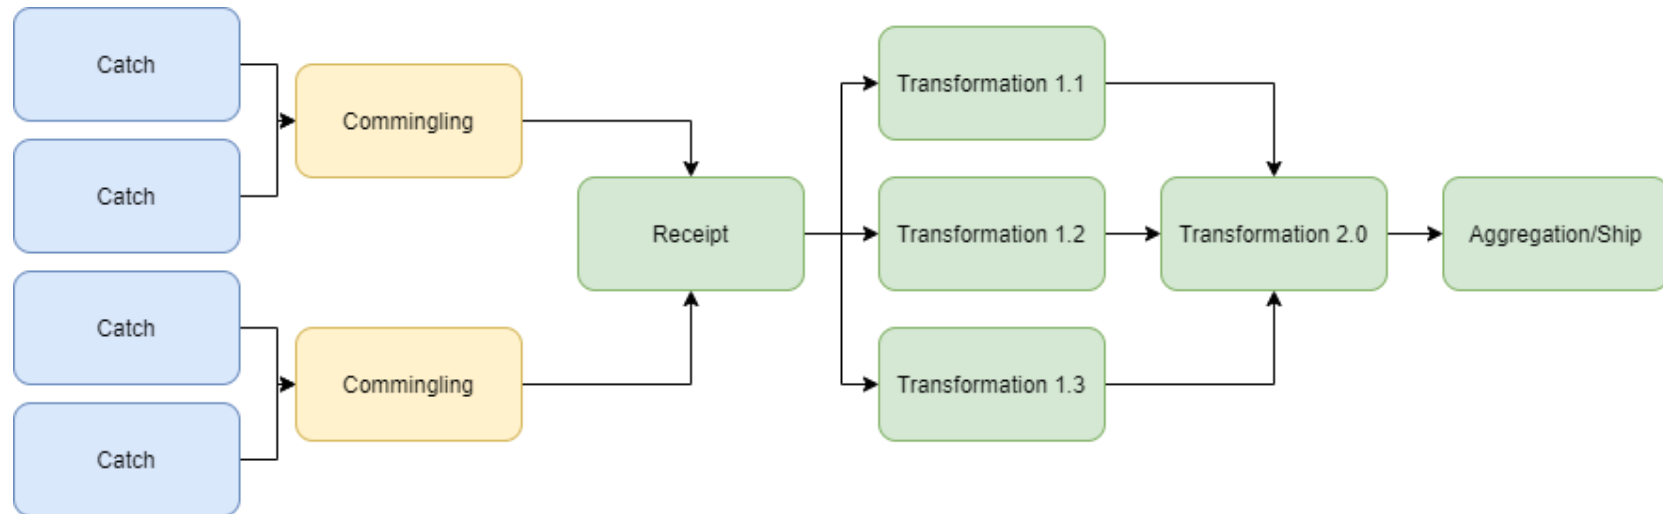 Catch
Catch
Catch
Catch
Commingling
Commingling
Receipt
Transformation 1.1
Transformation 1.2
Transformation 1.3
Transformation 2.0
Aggregation/Ship